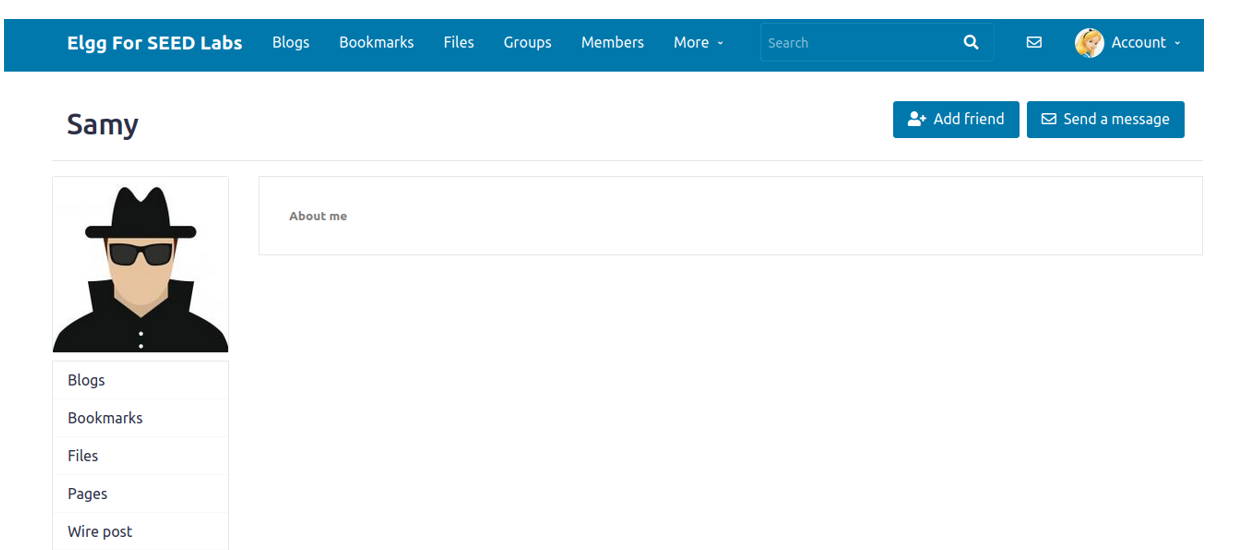 Elgg For SEED Labs Blogs Bookmarks Files Groups Members More Search Account
Samy Add friend Send a message
About me
Blogs
Bookmarks
Files
Pages
Wire post